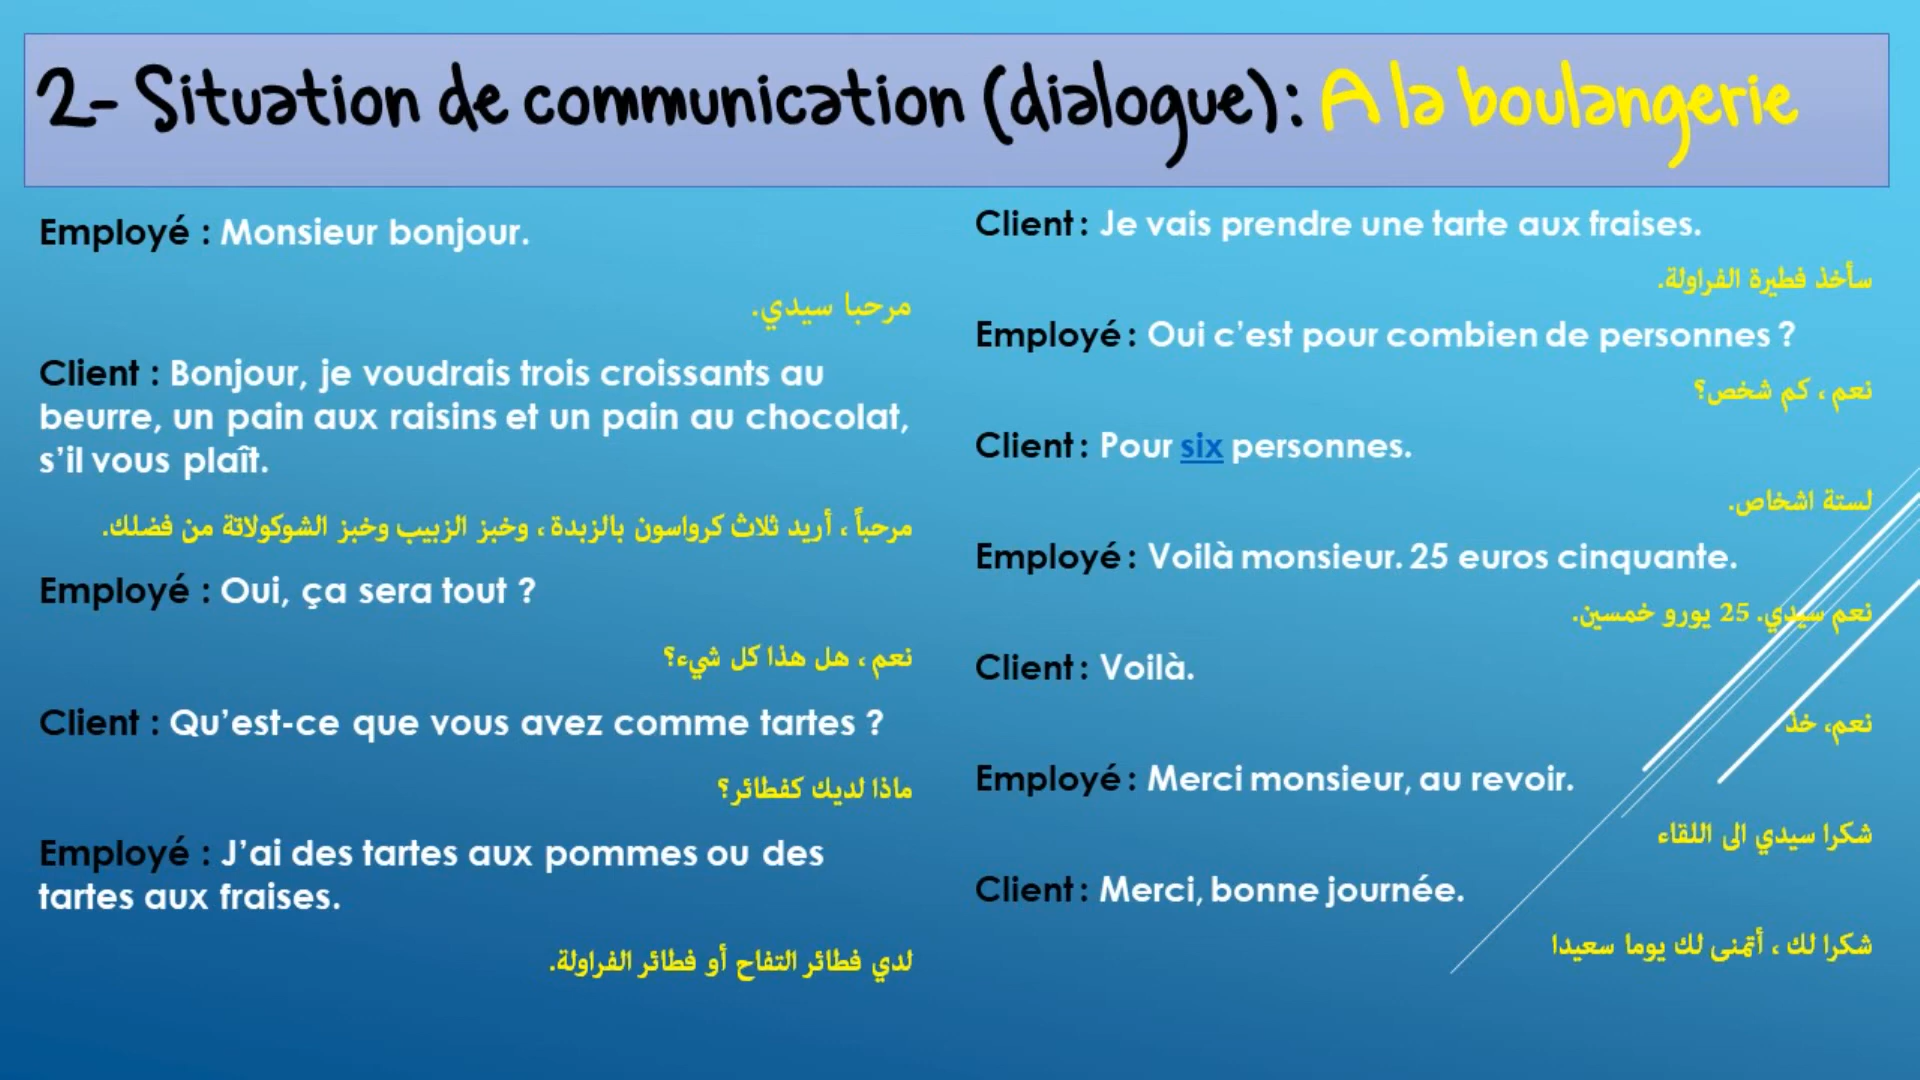 2- Situation de communication (dialogue): A la boulangerie
Employé : Monsieur bonjour.
مرحبا سيدي.
Client : Bonjour, je voudrais trois croissants au
beurre, un pain aux raisins et un pain au chocolat,
s’il vous plaît.
مرحباً ، أريد ثلاث كرواسون بالزبدة ، وخبز الزبيب وخبز الشوكولاتة من فضلك.
Employé : Oui, ça sera tout ?
نعم ، هل هذا كل شيء؟
Client : Qu’est-ce que vous avez comme tartes ?
ماذا لديك كفطائر؟
Employé : J’ai des tartes aux pommes ou des
tartes aux fraises.
لدي فطائر التفاح أو فطائر الفراولة.
Client : Je vais prendre une tarte aux fraises.
سأخذ فطيرة الفراولة.
Employé : Oui c’est pour combien de personnes ?
نعم ، كم شخص؟
Client : Pour six personnes.
لستة اشخاص.
Employé : Voilà monsieur. 25 euros cinquante.
نعم سيدي. 25 يورو خمسين.
Client : Voilà.
نعم، خذ
Employé : Merci monsieur, au revoir.
شكرا سيدي الى اللقاء
Client : Merci, bonne journée.
شكرا لك ، أتمنى لك يوما سعيدا